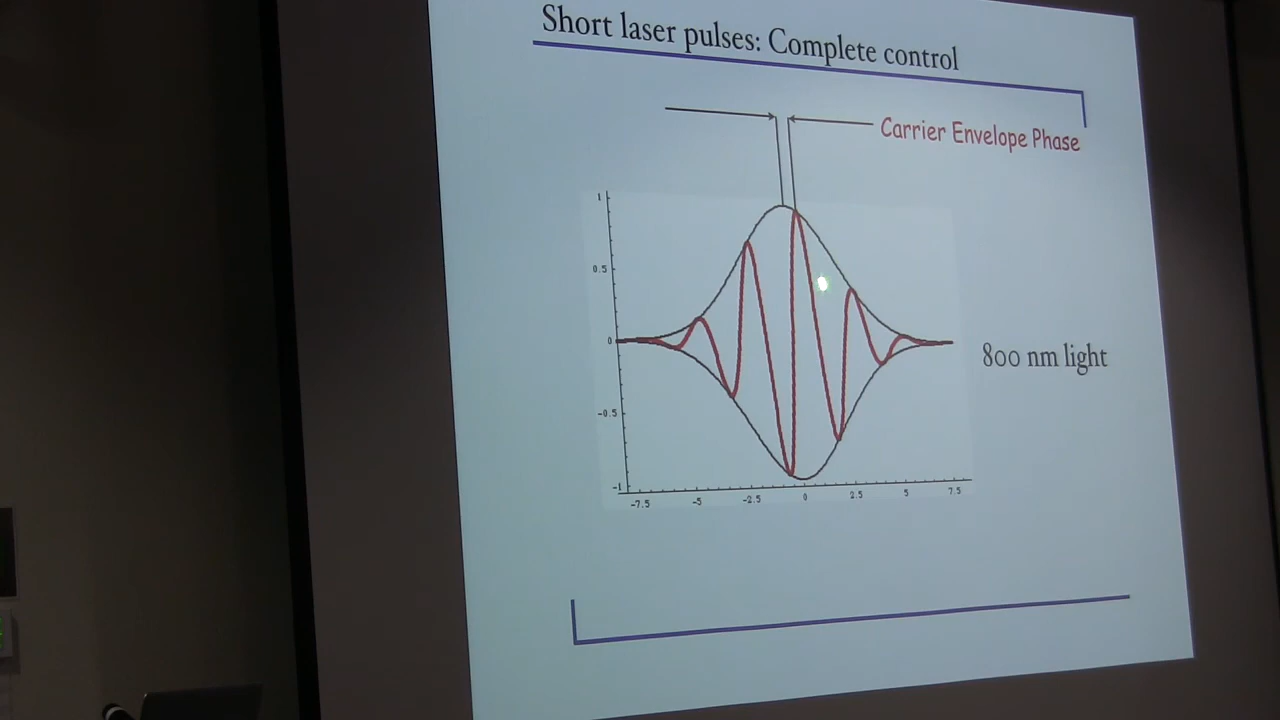 Short laser pulses: Complete control
Carrier Envelope Phase
1
0.5
0
-0.5
-1
-7.5 -5 -2.5 0 2.5 5 7.5
800 nm light